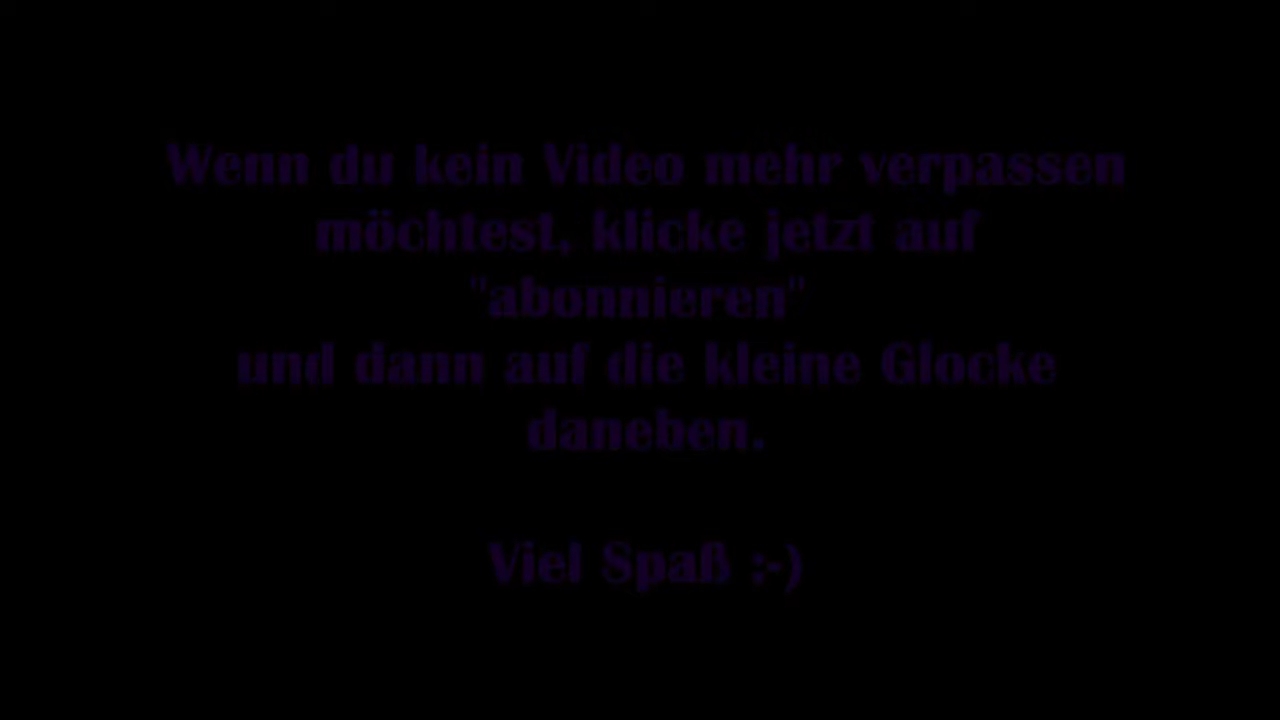 Wenn du kein Video mehr verpassen
möchtest, klicke jetzt auf
"abonnieren"
und dann auf die kleine Glocke
daneben.
Viel Spaß :-)